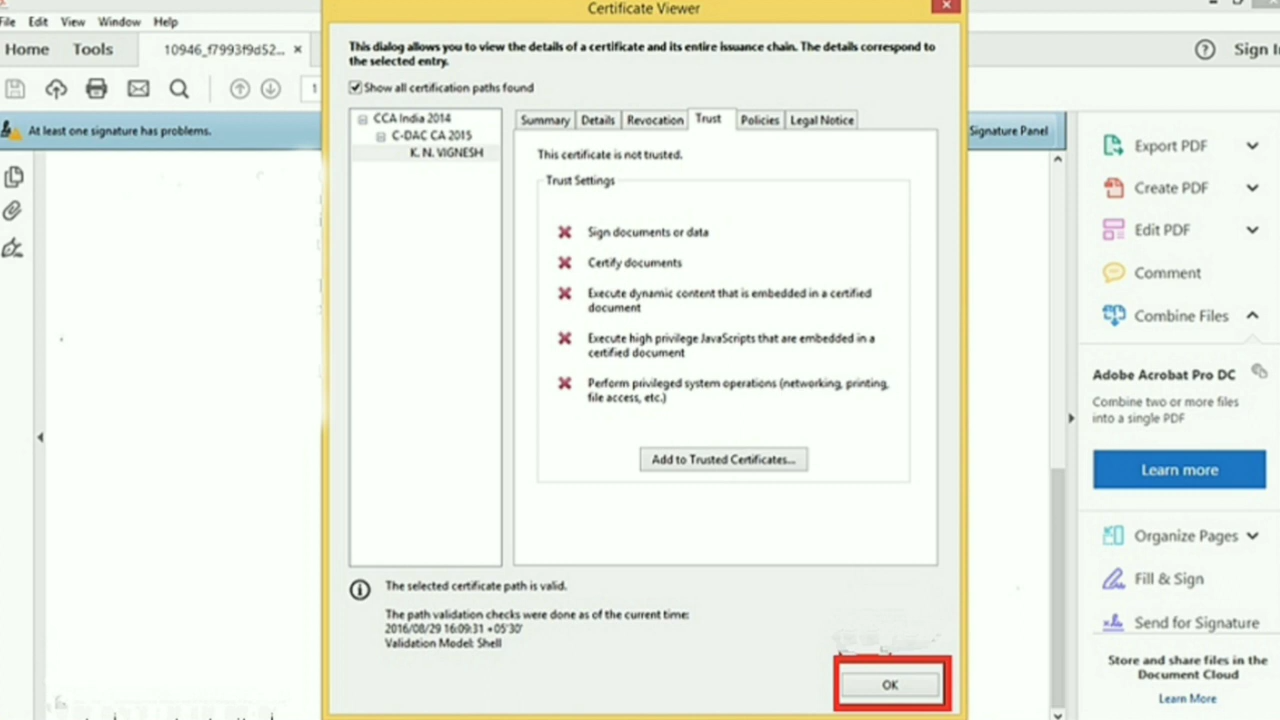 Certificate Viewer
File Edit View Window Help
Home Tools 10946_f7993f9d52... ×
Sign In
1
At least one signature has problems.
Signature Panel
This dialog allows you to view the details of a certificate and its entire issuance chain. The details correspond to
the selected entry.
Show all certification paths found
CCA India 2014
C-DAC CA 2015
K. N. VIGNESH
Summary Details Revocation Trust Policies Legal Notice
This certificate is not trusted.
Trust Settings
Sign documents or data
Certify documents
Execute dynamic content that is embedded in a certified
document
Execute high privilege JavaScripts that are embedded in a
certified document
Perform privileged system operations (networking, printing,
file access, etc.)
Add to Trusted Certificates...
The selected certificate path is valid.
The path validation checks were done as of the current time:
2016/08/29 16:09:31 +05'30'
Validation Model: Shell
OK
Export PDF
Create PDF
Edit PDF
Comment
Combine Files
Adobe Acrobat Pro DC
Combine two or more files
into a single PDF
Learn more
Organize Pages
Fill & Sign
Send for Signature
Store and share files in the
Document Cloud
Learn More